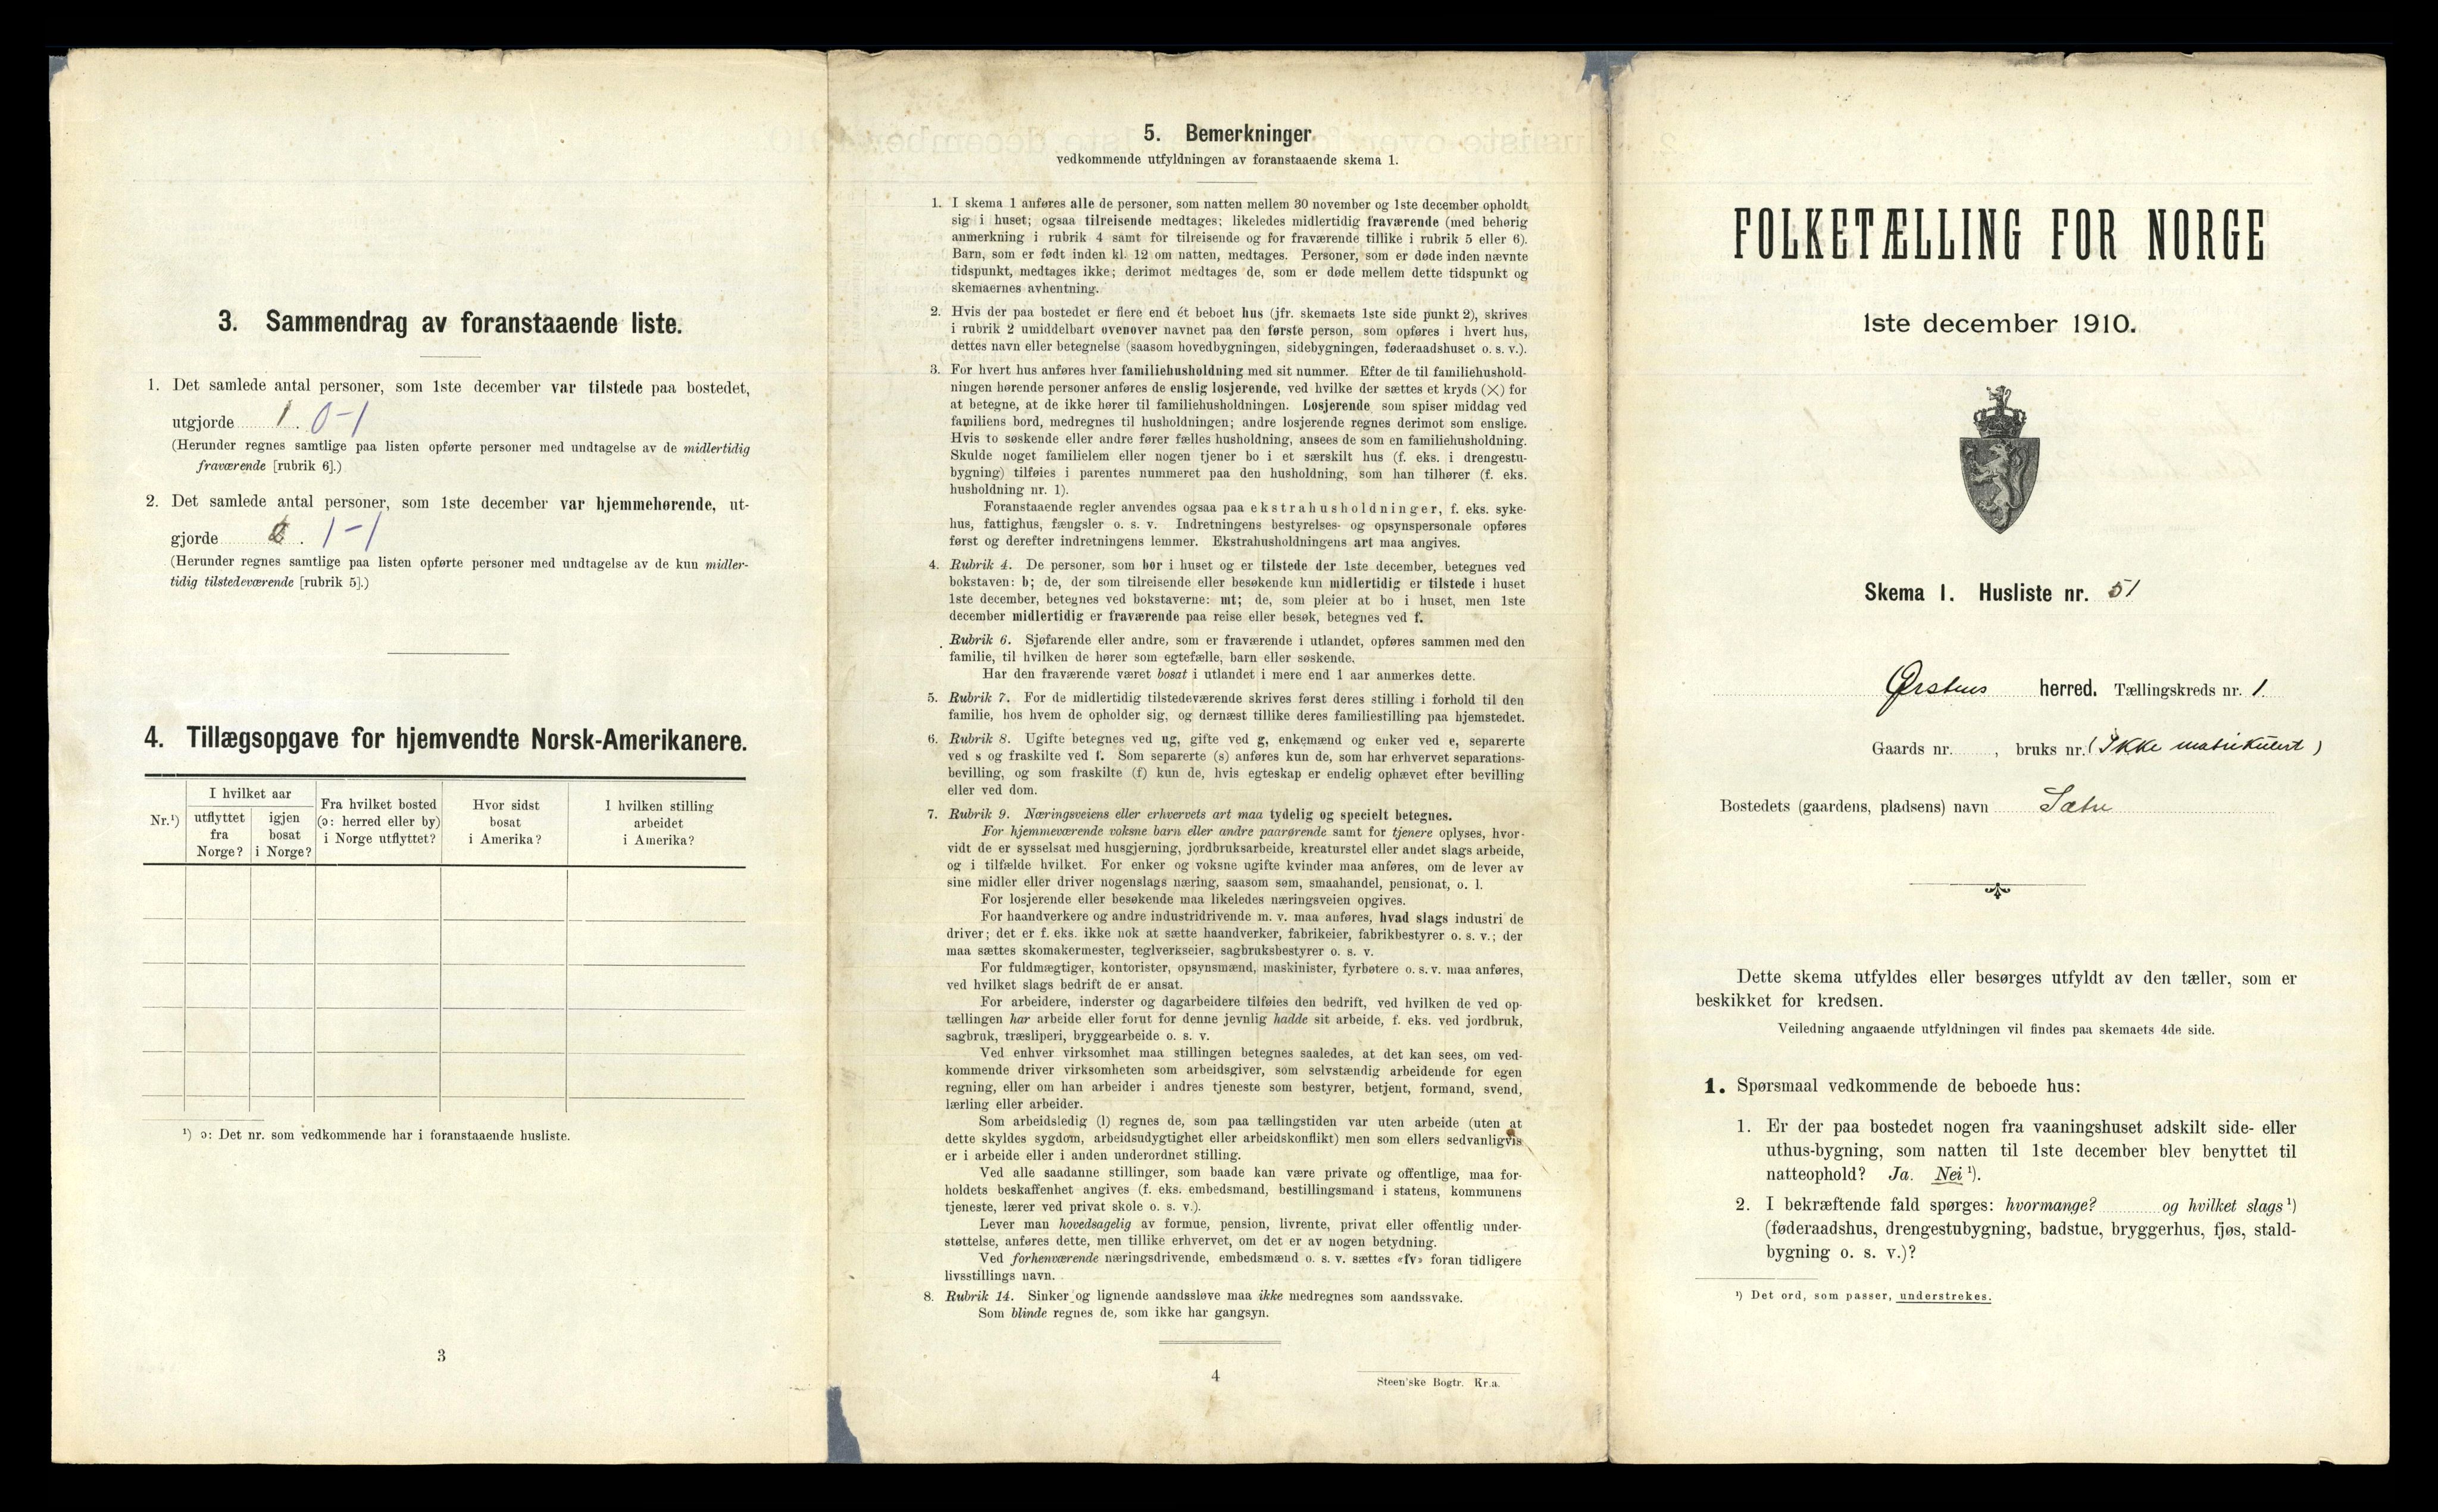 3. Sammendrag av foranstaaende liste.
1. Det samlede antal personer, som 1ste december var tilstede paa bostedet,
utgjorde 1. 0-1
(Herunder regnes samtlige paa listen opførte personer med undtagelse av de midlertidig
fraværende [rubrik 6].)
2. Det samlede antal personer, som 1ste december var hjemmehørende, ut-
gjorde . 1-1
(Herunder regnes samtlige paa listen opførte personer med undtagelse av de kun midler-
tidig tilstedeværende [rubrik 5].)
4. Tillægsopgave for hjemvendte Norsk-Amerikanere.
Nr.¹)
I hvilket aar
utflyttet
fra
Norge?
igjen
bosat
i Norge?
Fra hvilket bosted
(ɔ: herred eller by)
i Norge utflyttet?
Hvor sidst
bosat
i Amerika?
I hvilken stilling
arbeidet
i Amerika?
¹) ɔ: Det nr. som vedkommende har i foranstaaende husliste.
3
5. Bemerkninger
vedkommende utfyldningen av foranstaaende skema 1.
1. I skema 1 anføres alle de personer, som natten mellem 30 november og 1ste december opholdt
sig i huset; ogsaa tilreisende medtages; likeledes midlertidig fraværende (med behørig
anmerkning i rubrik 4 samt for tilreisende og for fraværende tillike i rubrik 5 eller 6).
Barn, som er født inden kl. 12 om natten, medtages. Personer, som er døde inden nævnte
tidspunkt, medtages ikke; derimot medtages de, som er døde mellem dette tidspunkt og
skemaernes avhentning.
2. Hvis der paa bostedet er flere end ét beboet hus (jfr. skemaets 1ste side punkt 2), skrives
i rubrik 2 umiddelbart ovenover navnet paa den første person, som opføres i hvert hus,
dettes navn eller betegnelse (saasom hovedbygningen, sidebygningen, føderaadshuset o. s. v.).
3. For hvert hus anføres hver familiehusholdning med sit nummer. Efter de til familiehushold-
ningen hørende personer anføres de enslig losjerende, ved hvilke der sættes et kryds (×) for
at betegne, at de ikke hører til familiehusholdningen. Losjerende som spiser middag ved
familiens bord, medregnes til husholdningen; andre losjerende regnes derimot som enslige.
Hvis to søskende eller andre fører fælles husholdning, ansees de som en familiehusholdning.
Skulde noget familielem eller nogen tjener bo i et særskilt hus (f. eks. i drengestu-
bygning) tilføies i parentes nummeret paa den husholdning, som han tilhører (f. eks.
husholdning nr. 1).
Foranstaaende regler anvendes ogsaa paa ekstrahusholdninger, f. eks. syke-
hus, fattighus, fængsler o. s. v. Indretningens bestyrelses- og opsynspersonale opføres
først og derefter indretningens lemmer. Ekstrahusholdningens art maa angives.
4. Rubrik 4. De personer, som bor i huset og er tilstede der 1ste december, betegnes ved
bokstaven: b; de, der som tilreisende eller besøkende kun midlertidig er tilstede i huset
1ste december, betegnes ved bokstaverne: mt; de, som pleier at bo i huset, men 1ste
december midlertidig er fraværende paa reise eller besøk, betegnes ved f.
Rubrik 6. Sjøfarende eller andre, som er fraværende i utlandet, opføres sammen med den
familie, til hvilken de hører som egtefælle, barn eller søskende.
Har den fraværende været bosat i utlandet i mere end 1 aar anmerkes dette.
5. Rubrik 7. For de midlertidig tilstedeværende skrives først deres stilling i forhold til den
familie, hos hvem de opholder sig, og dernæst tillike deres familiestilling paa hjemstedet.
6. Rubrik 8. Ugifte betegnes ved ug, gifte ved g, enkemænd og enker ved e, separerte
ved s og fraskilte ved f. Som separerte (s) anføres kun de, som har erhvervet separations-
bevilling, og som fraskilte (f) kun de, hvis egteskap er endelig ophævet efter bevilling
eller ved dom.
7. Rubrik 9. Næringsveiens eller erhvervets art maa tydelig og specielt betegnes.
For hjemmeværende voksne barn eller andre paarørende samt for tjenere oplyses, hvor-
vidt de er sysselsat med husgjerning, jordbruksarbeide, kreaturstel eller andet slags arbeide,
og i tilfælde hvilket. For enker og voksne ugifte kvinder maa anføres, om de lever av
sine midler eller driver nogenslags næring, saasom søm, smaahandel, pensionat, o. l.
For losjerende eller besøkende maa likeledes næringsveien opgives.
For haandverkere og andre industridrivende m. v. maa anføres, hvad slags industri de
driver; det er f. eks. ikke nok at sætte haandverker, fabrikeier, fabrikbestyrer o. s. v.; der
maa sættes skomakermester, teglverkseier, sagbruksbestyrer o. s. v.
For fuldmægtiger, kontorister, opsynsmænd, maskinister, fyrbøtere o. s. v. maa anføres,
ved hvilket slags bedrift de er ansat.
For arbeidere, inderster og dagarbeidere tilføies den bedrift, ved hvilken de ved op-
tællingen har arbeide eller forut for denne jevnlig hadde sit arbeide, f. eks. ved jordbruk,
sagbruk, træsliperi, bryggearbeide o. s. v.
Ved enhver virksomhet maa stillingen betegnes saaledes, at det kan sees, om ved-
kommende driver virksomheten som arbeidsgiver, som selvstændig arbeidende for egen
regning, eller om han arbeider i andres tjeneste som bestyrer, betjent, formand, svend,
lærling eller arbeider.
Som arbeidsledig (l) regnes de, som paa tællingstiden var uten arbeide (uten at
dette skyldes sygdom, arbeidsudygtighet eller arbeidskonflikt) men som ellers sedvanligvis
er i arbeide eller i anden underordnet stilling.
Ved alle saadanne stillinger, som baade kan være private og offentlige, maa for-
holdets beskaffenhet angives (f. eks. embedsmand, bestillingsmand i statens, kommunens
tjeneste, lærer ved privat skole o. s. v.).
Lever man hovedsagelig av formue, pension, livrente, privat eller offentlig under-
støttelse, anføres dette, men tillike erhvervet, om det er av nogen betydning.
Ved forhenværende næringsdrivende, embedsmænd o. s. v. sættes «fv» foran tidligere
livsstillings navn.
8. Rubrik 14. Sinker og lignende aandssløve maa ikke medregnes som aandssvake.
Som blinde regnes de, som ikke har gangsyn.
4
Steen'ske Bogtr. Kr.a.
FOLKETÆLLING FOR NORGE
1ste december 1910.
Skema 1. Husliste nr. 51
Ørstens herred. Tællingskreds nr. 1
Gaards nr. , bruks nr. (Ikke matrikulert)
Bostedets (gaardens, pladsens) navn Sætre
Dette skema utfyldes eller besørges utfyldt av den tæller, som er
beskikket for kredsen.
Veiledning angaaende utfyldningen vil findes paa skemaets 4de side.
1. Spørsmaal vedkommende de beboede hus:
1. Er der paa bostedet nogen fra vaaningshuset adskilt side- eller
uthus-bygning, som natten til 1ste december blev benyttet til
natteophold? Ja. Nei ¹).
2. I bekræftende fald spørges: hvormange? og hvilket slags ¹)
(føderaadshus, drengestubygning, badstue, bryggerhus, fjøs, stald-
bygning o. s. v.)?
¹) Det ord, som passer, understrekes.